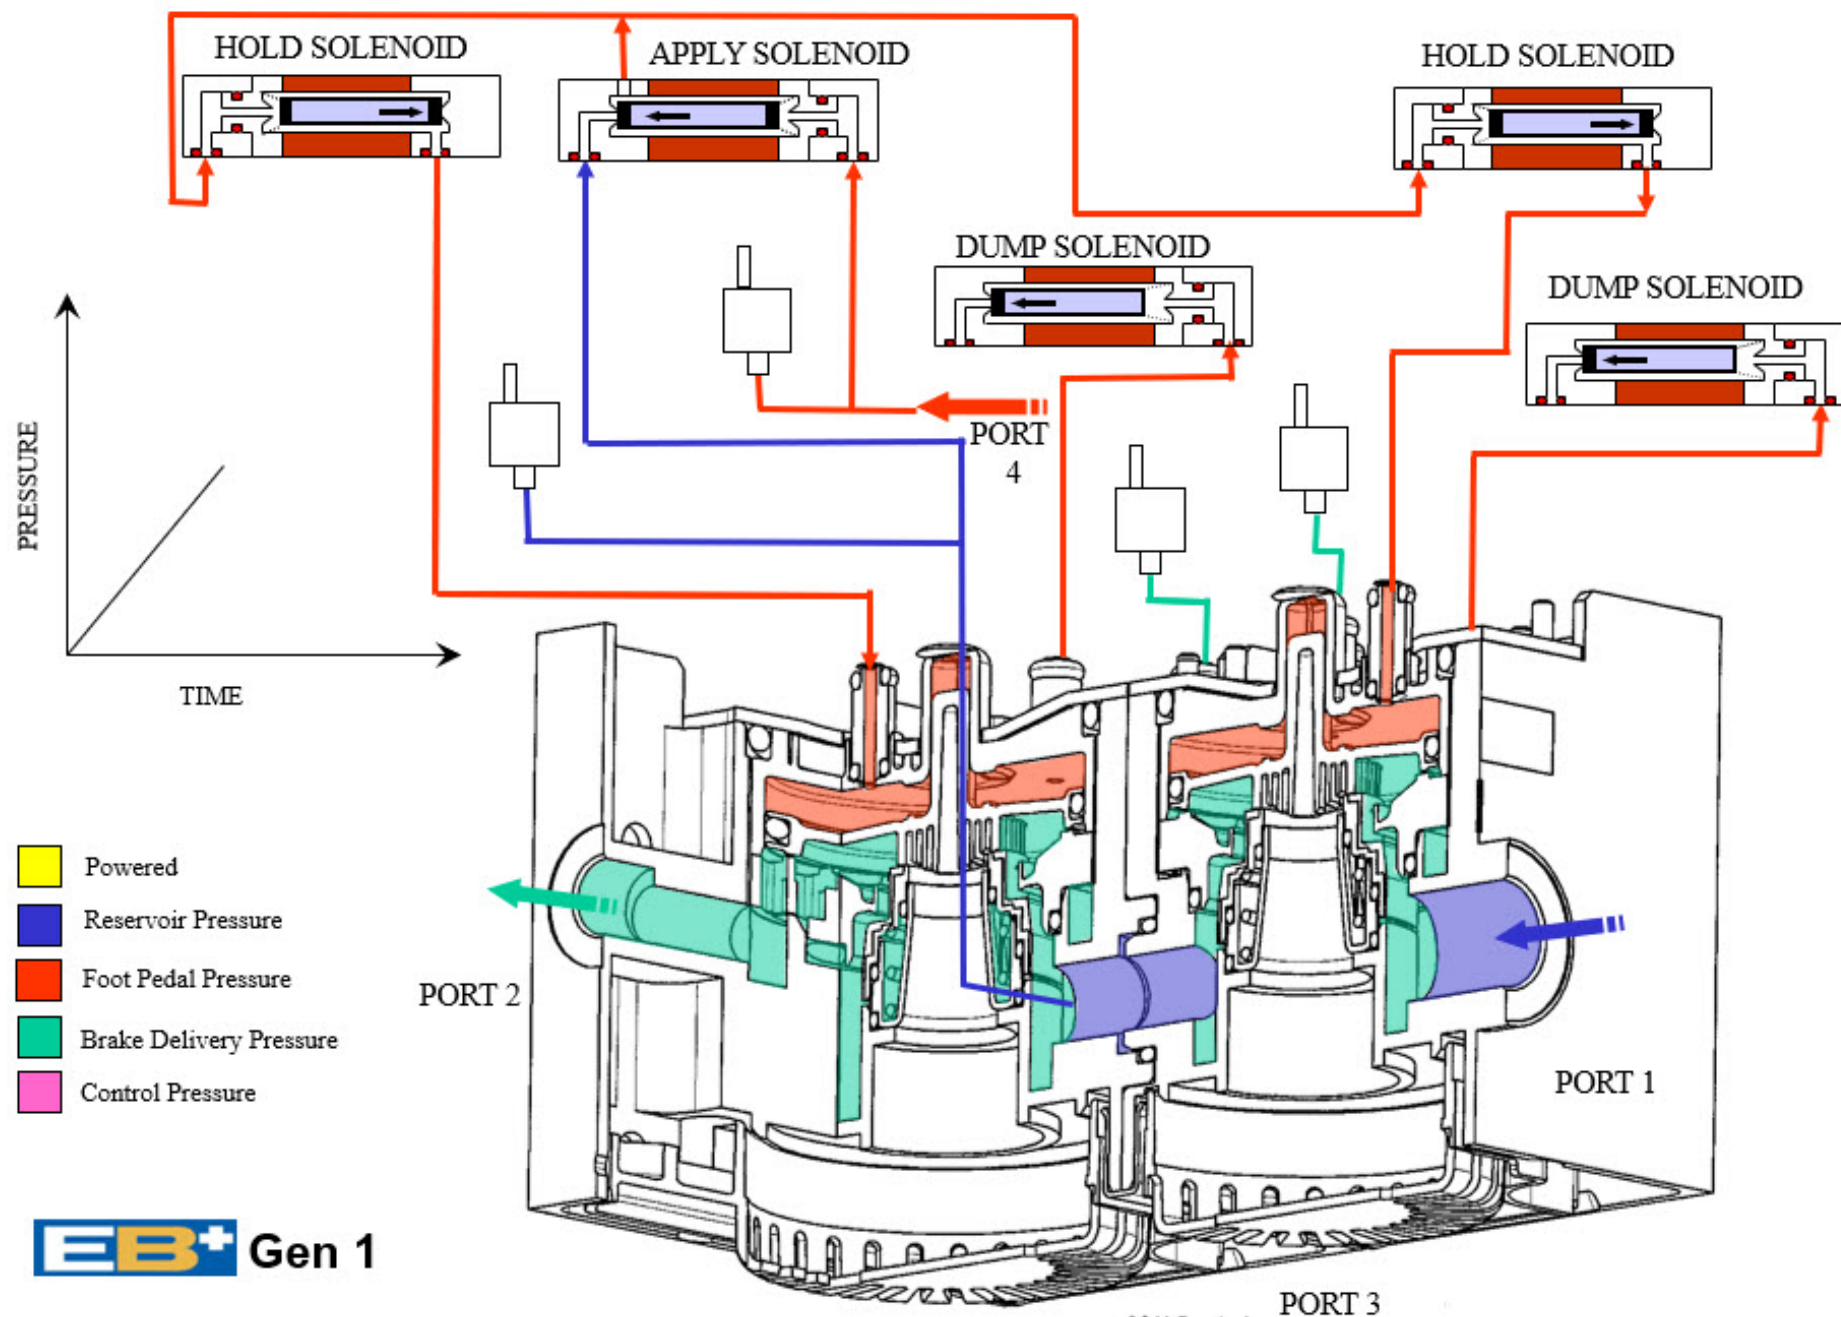 HOLD SOLENOID
APPLY SOLENOID
HOLD SOLENOID
DUMP SOLENOID
DUMP SOLENOID
PORT
4
PRESSURE
TIME
Powered
Reservoir Pressure
Foot Pedal Pressure
Brake Delivery Pressure
Control Pressure
PORT 2
PORT 1
EB+ Gen 1
PORT 3